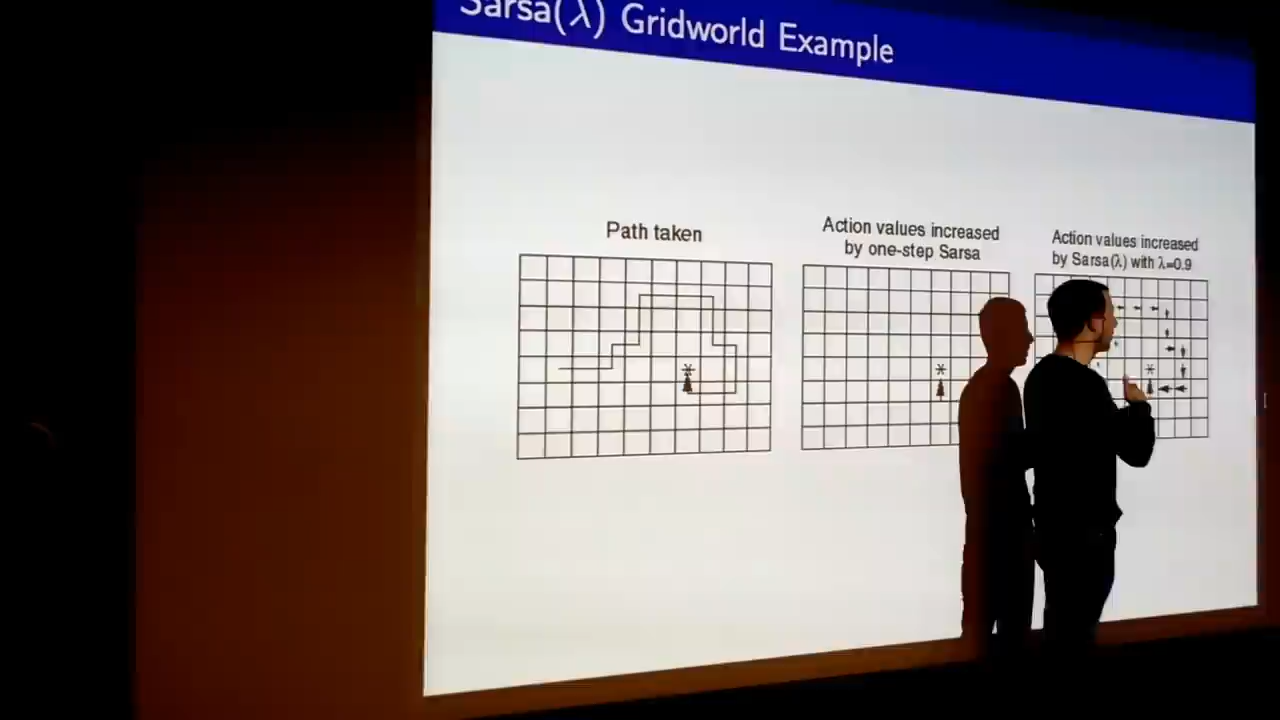 Sarsa(λ) Gridworld Example
Path taken
Action values increased
by one-step Sarsa
Action values increased
by Sarsa(λ) with λ=0.9